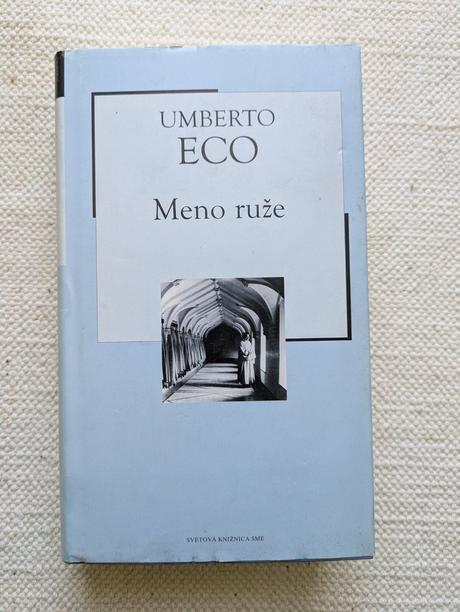 UMBERTO
ECO
Meno ruže
SVETOVÁ KNIŽNICA SME